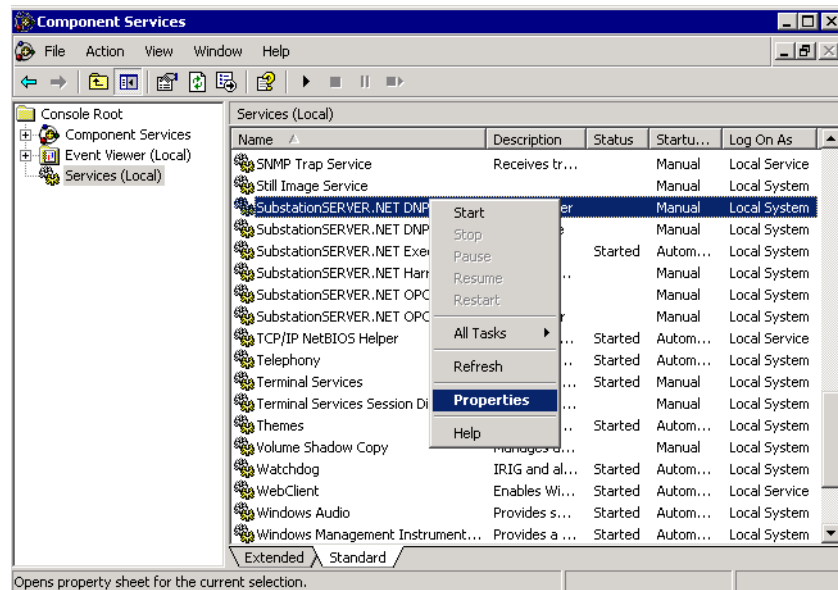 Component Services
File Action View Window Help
Console Root
Component Services
Event Viewer (Local)
Services (Local)
Services (Local)
Name Description Status Startu... Log On As
SNMP Trap Service Receives tr... Manual Local Service
Still Image Service Manual Local System
SubstationSERVER.NET DNP er Manual Local System
SubstationSERVER.NET DNP Manual Local System
SubstationSERVER.NET Exe Started Autom... Local System
SubstationSERVER.NET Harr .. Manual Local System
SubstationSERVER.NET OPC Manual Local System
SubstationSERVER.NET OPC r Manual Local System
TCP/IP NetBIOS Helper .. Started Autom... Local Service
Telephony .. Started Autom... Local System
Terminal Services .. Started Manual Local System
Terminal Services Session Di ... Manual Local System
Themes .. Started Autom... Local System
Volume Shadow Copy Manages a... Manual Local System
Watchdog IRIG and al... Started Autom... Local System
WebClient Enables Wi... Started Autom... Local Service
Windows Audio Provides s... Started Autom... Local System
Windows Management Instrument... Provides a ... Started Autom... Local System
Start
Stop
Pause
Resume
Restart
All Tasks
Refresh
Properties
Help
Extended Standard
Opens property sheet for the current selection.